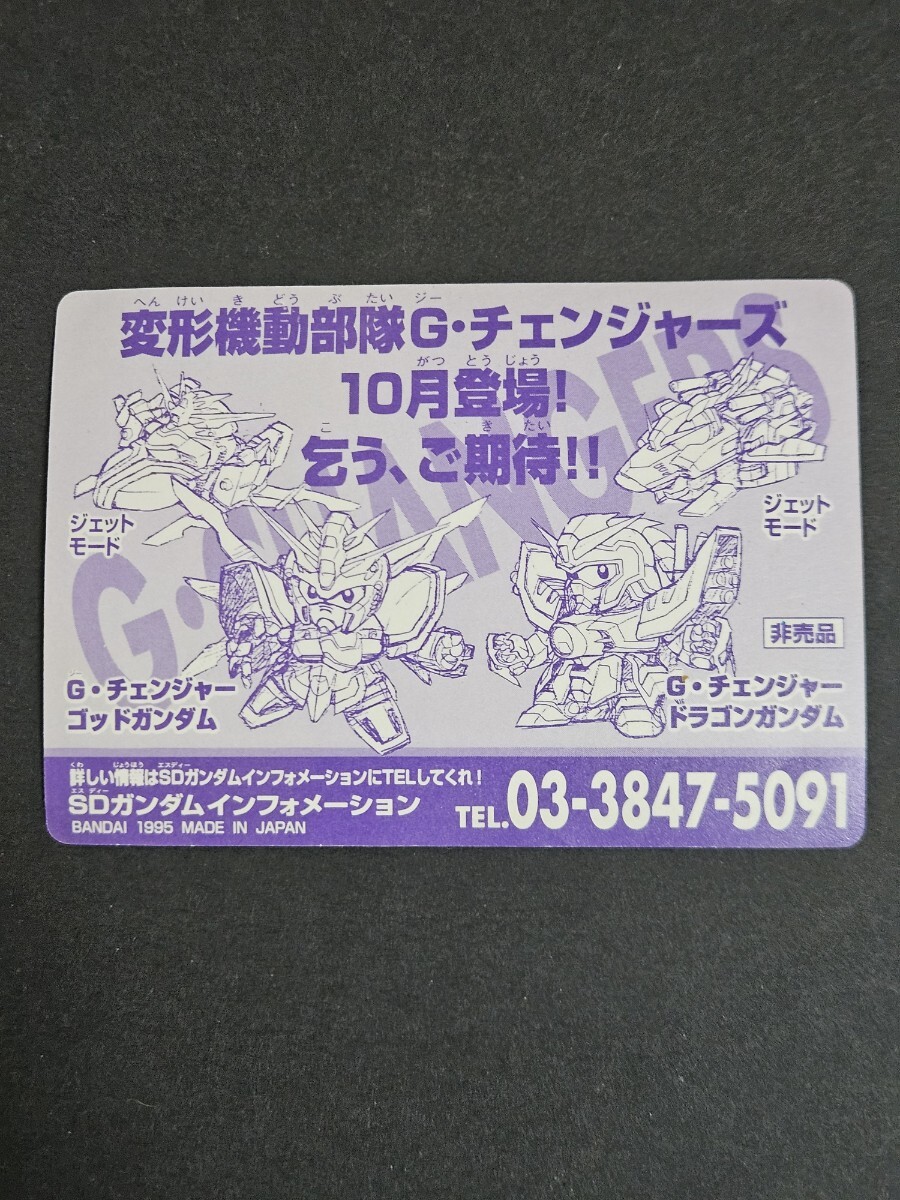 へん けい き どう ぶ たい ジー
変形機動部隊G・チェンジャーズ
がつ とう じょう
10月登場!
こ き たい
乞う、ご期待!!
G・CHANGERS
ジェット
モード
ジェット
モード
非売品
G・チェンジャー
ゴッドガンダム
G・チェンジャー
ドラゴンガンダム
くわ じょうほう エスディー
詳しい情報はSDガンダムインフォメーションにTELしてくれ!
エス ディー
SDガンダムインフォメーション
TEL.03-3847-5091
BANDAI 1995 MADE IN JAPAN